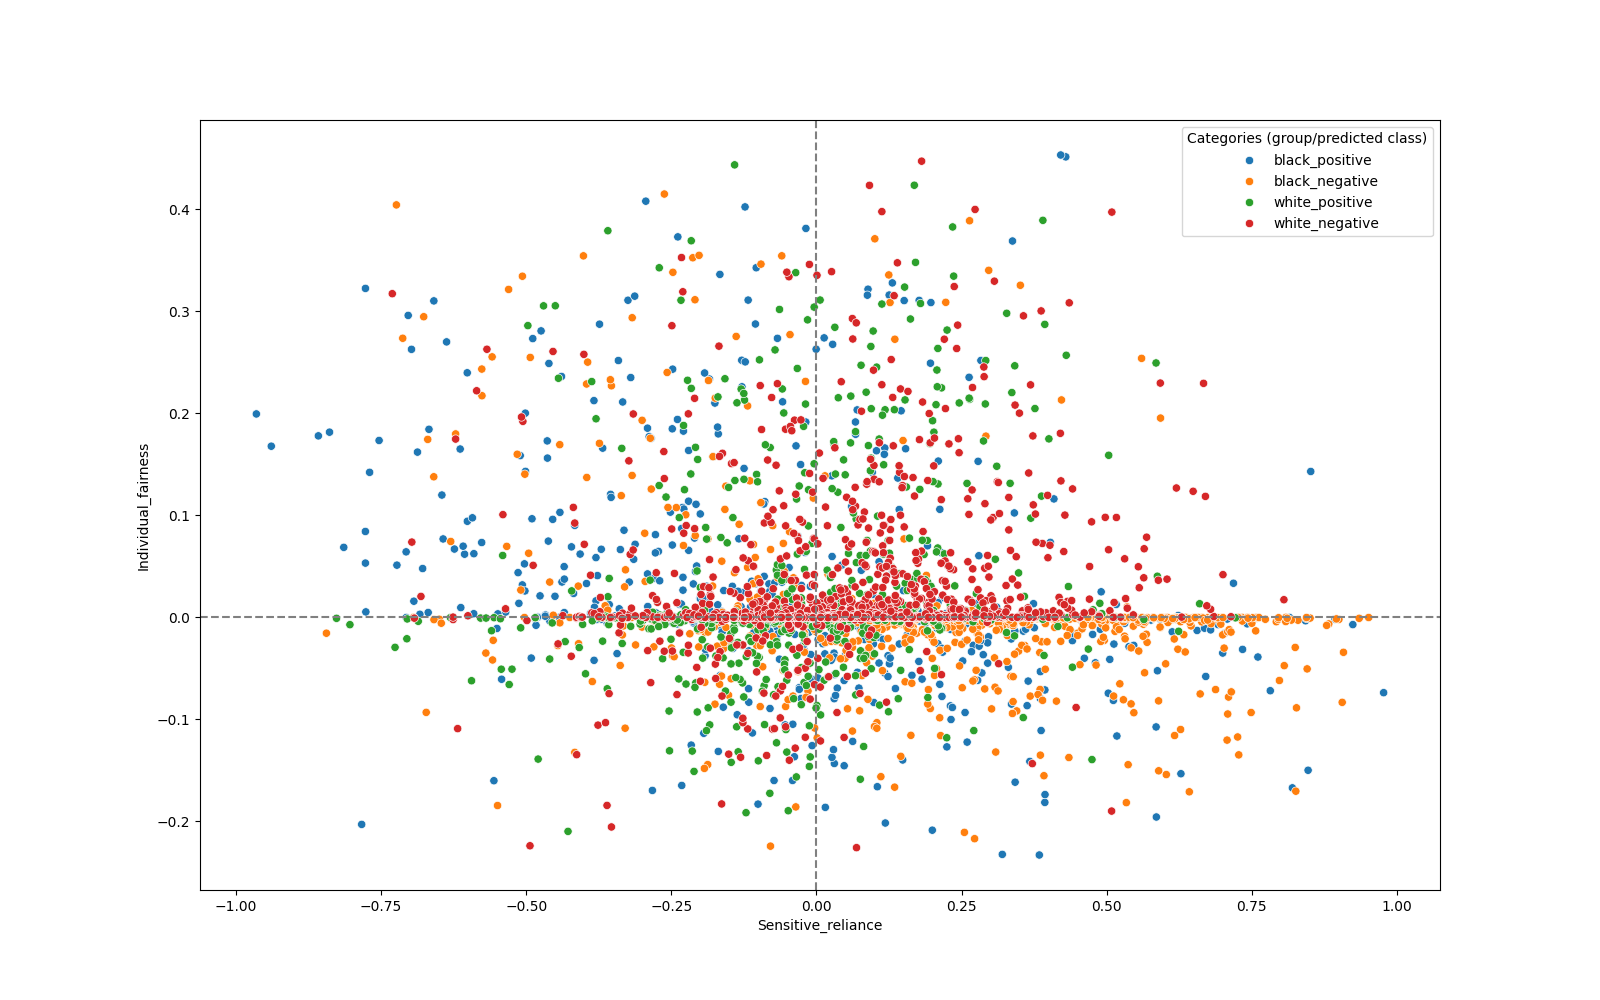 Categories (group/predicted class)
black_positive
black_negative
white_positive
white_negative
Individual_fairness
0.4
0.3
0.2
0.1
0.0
−0.1
−0.2
−1.00 −0.75 −0.50 −0.25 0.00 0.25 0.50 0.75 1.00
Sensitive_reliance